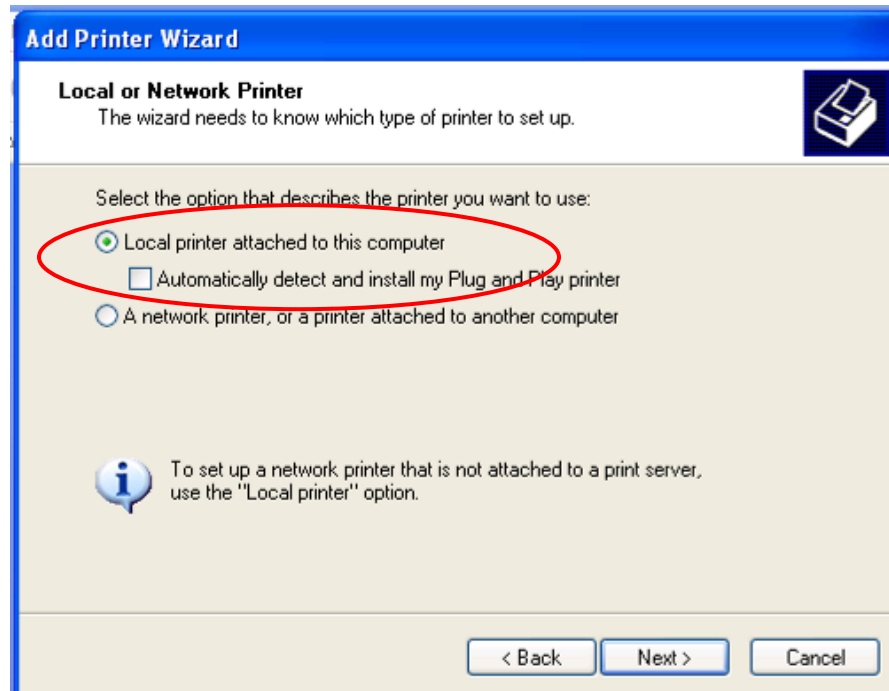 Add Printer Wizard
Local or Network Printer
The wizard needs to know which type of printer to set up.
Select the option that describes the printer you want to use:
Local printer attached to this computer
Automatically detect and install my Plug and Play printer
A network printer, or a printer attached to another computer
To set up a network printer that is not attached to a print server,
use the "Local printer" option.
< Back
Next >
Cancel